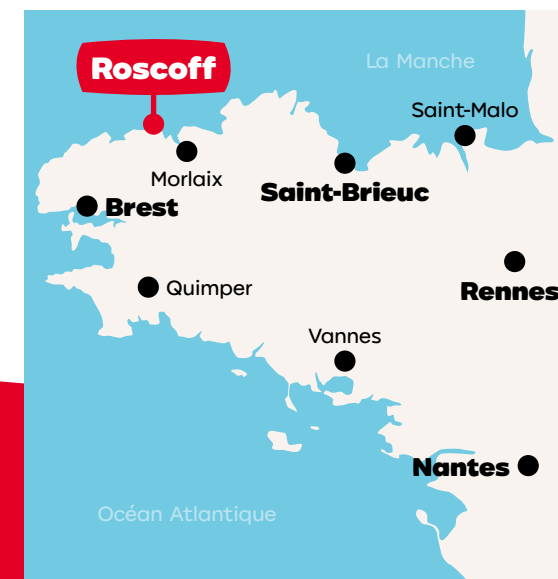 La Manche
Roscoff
Saint-Malo
Morlaix
Saint-Brieuc
Brest
Quimper
Rennes
Vannes
Nantes
Océan Atlantique